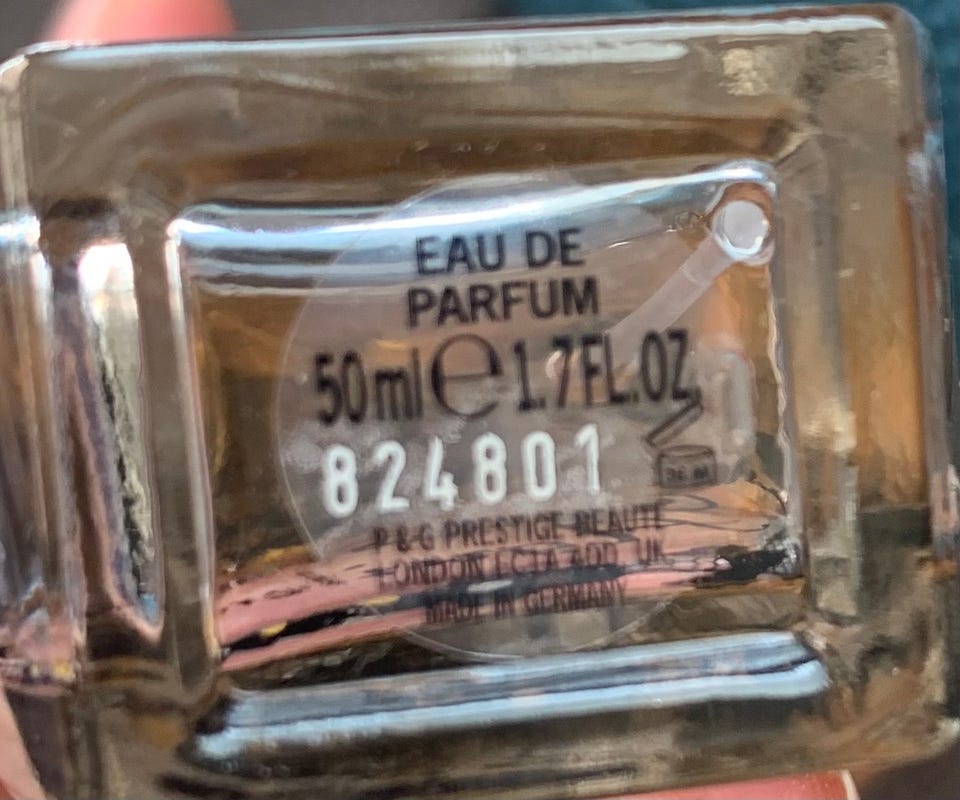 EAU DE
PARFUM
50ml℮1.7FL.OZ.
824801
P & G PRESTIGE BEAUTE
LONDON EC1A 4DD UK
MADE IN GERMANY